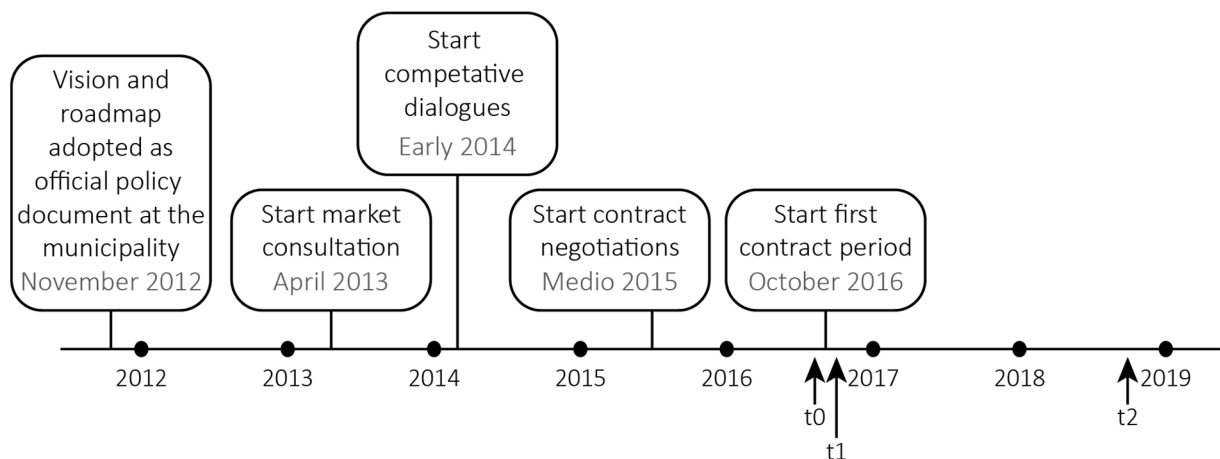 Vision and
roadmap
adopted as
official policy
document at the
municipality
November 2012
Start market
consultation
April 2013
Start
competative
dialogues
Early 2014
Start contract
negotiations
Medio 2015
Start first
contract period
October 2016
2012
2013
2014
2015
2016
2017
2018
2019
t0
t1
t2